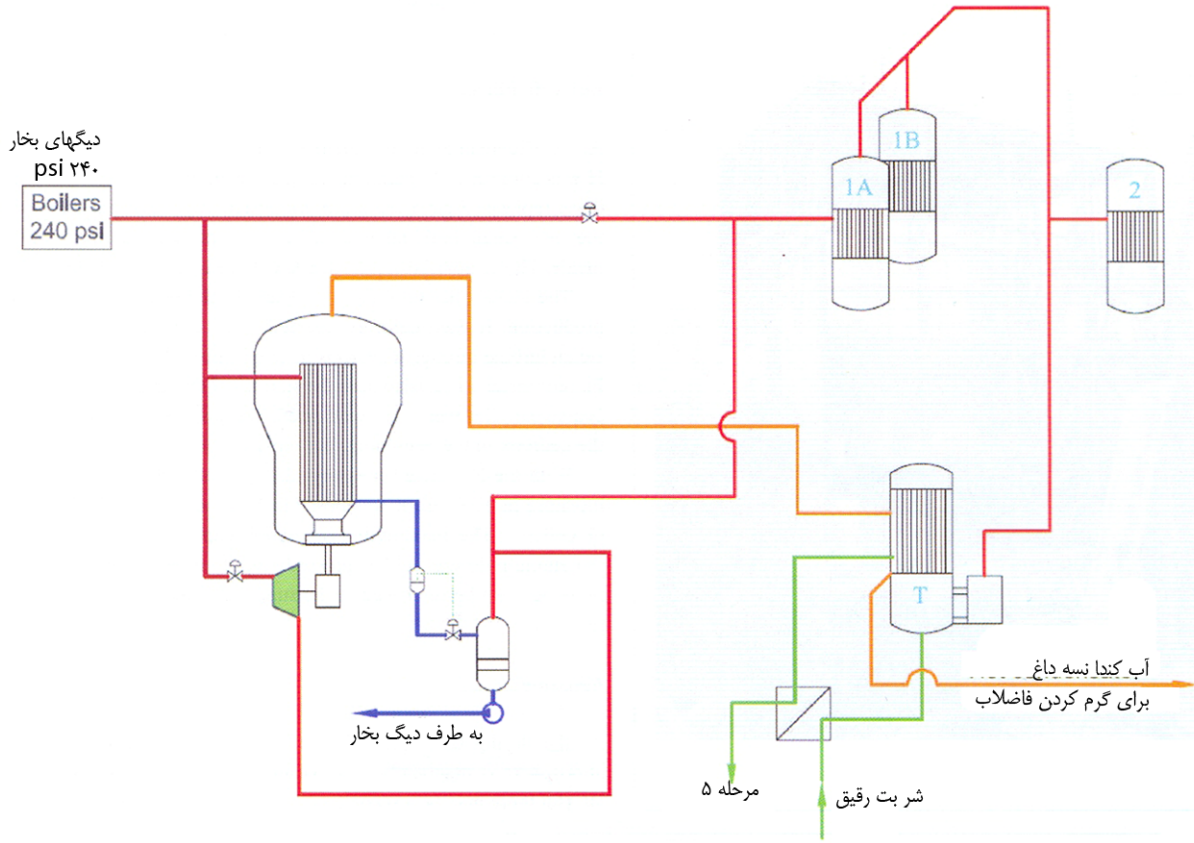 دیگهای بخار
۲۴۰ psi
Boilers
240 psi
1B
1A
2
T
آب کندا نسه داغ
برای گرم کردن فاضلاب
به طرف دیگ بخار
مرحله ۵
شر بت رقیق